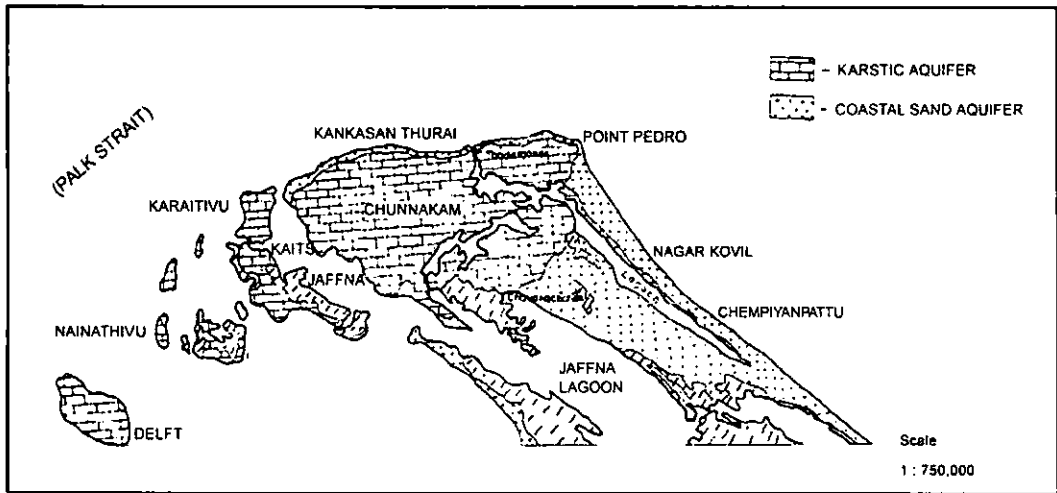 - KARSTIC AQUIFER
- COASTAL SAND AQUIFER
(PALK STRAIT)
KANKASAN THURAI
POINT PEDRO
KARAITIVU
CHUNNAKAM
KAITS
JAFFNA
NAGAR KOVIL
CHEMPIYANPATTU
NAINATHIVU
JAFFNA
LAGOON
DELFT
Scale
1 : 750,000